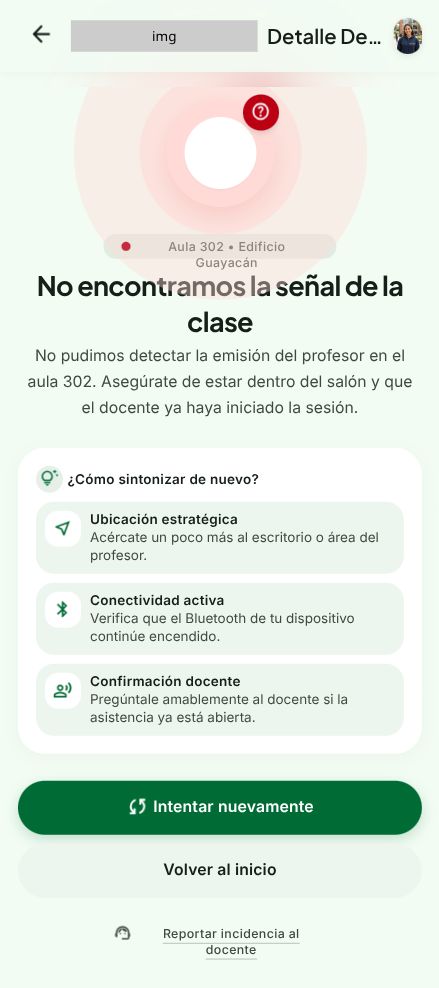 img
Detalle De...
Aula 302 • Edificio
Guayacán
No encontramos la señal de la
clase
No pudimos detectar la emisión del profesor en el
aula 302. Asegúrate de estar dentro del salón y que
el docente ya haya iniciado la sesión.
¿Cómo sintonizar de nuevo?
Ubicación estratégica
Acércate un poco más al escritorio o área del
profesor.
Conectividad activa
Verifica que el Bluetooth de tu dispositivo
continúe encendido.
Confirmación docente
Pregúntale amablemente al docente si la
asistencia ya está abierta.
Intentar nuevamente
Volver al inicio
Reportar incidencia al
docente